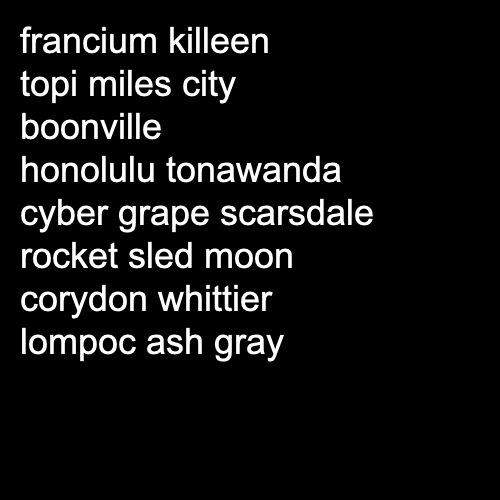 francium killeen
topi miles city
boonville
honolulu tonawanda
cyber grape scarsdale
rocket sled moon
corydon whittier
lompoc ash gray